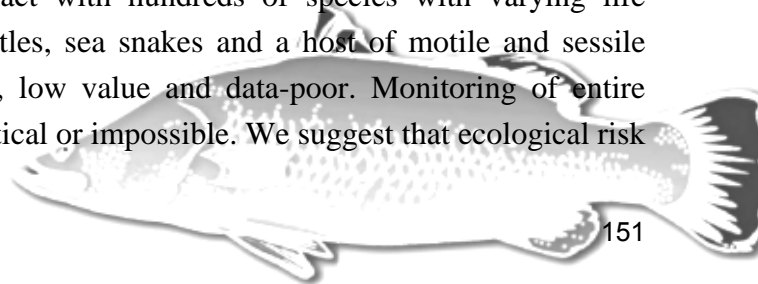 act with hundreds of species with varying life
tles, sea snakes and a host of motile and sessile
, low value and data-poor. Monitoring of entire
tical or impossible. We suggest that ecological risk
151